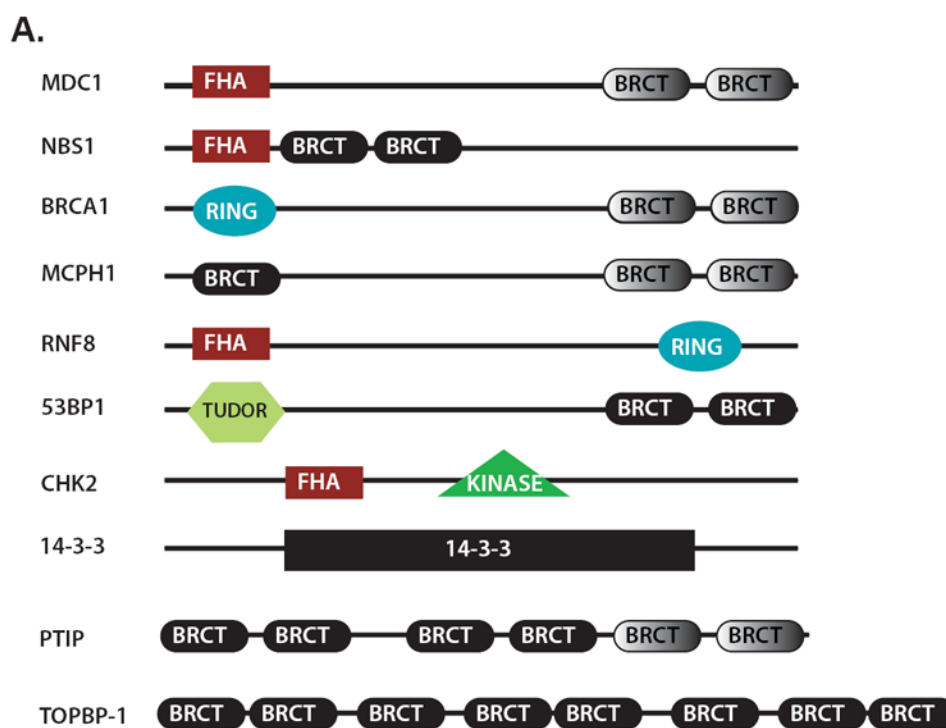 A.
MDC1 FHA BRCT BRCT
NBS1 FHA BRCT BRCT
BRCA1 RING BRCT BRCT
MCPH1 BRCT BRCT BRCT
RNF8 FHA RING
53BP1 TUDOR BRCT BRCT
CHK2 FHA KINASE
14-3-3 14-3-3
PTIP BRCT BRCT BRCT BRCT BRCT BRCT
TOPBP-1 BRCT BRCT BRCT BRCT BRCT BRCT BRCT BRCT